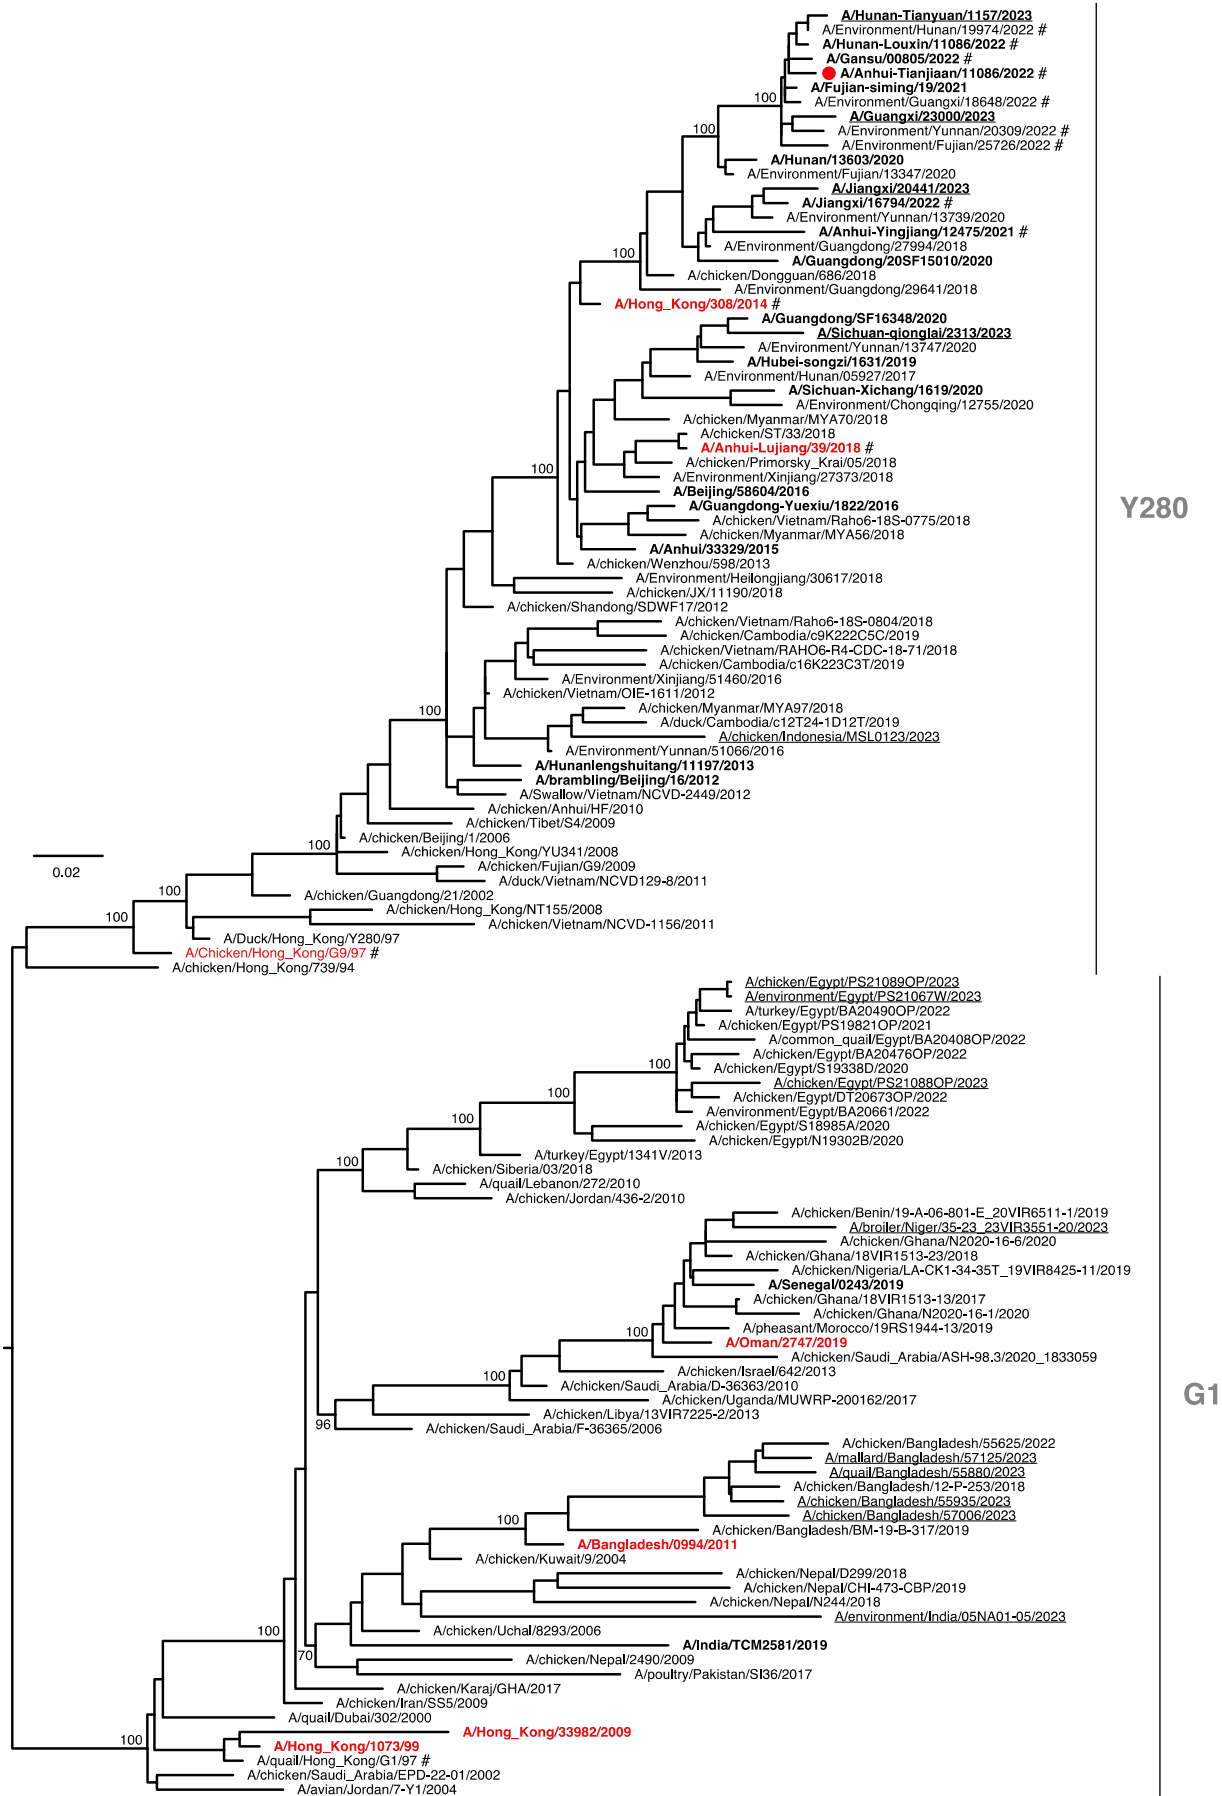 A/Hunan-Tianyuan/1157/2023
A/Environment/Hunan/19974/2022 #
A/Hunan-Louxin/11086/2022 #
A/Gansu/00805/2022 #
A/Anhui-Tianjiaan/11086/2022 #
A/Fujian-siming/19/2021
100
A/Environment/Guangxi/18648/2022 #
A/Guangxi/23000/2023
100
A/Environment/Yunnan/20309/2022 #
A/Environment/Fujian/25726/2022 #
A/Hunan/13603/2020
A/Environment/Fujian/13347/2020
A/Jiangxi/20441/2023
A/Jiangxi/16794/2022 #
A/Environment/Yunnan/13739/2020
A/Anhui-Yingjiang/12475/2021 #
A/Environment/Guangdong/27994/2018
100
A/Guangdong/20SF15010/2020
A/chicken/Dongguan/686/2018
A/Environment/Guangdong/29641/2018
A/Hong_Kong/308/2014 #
A/Guangdong/SF16348/2020
A/Sichuan-qionglai/2313/2023
A/Environment/Yunnan/13747/2020
A/Hubei-songzi/1631/2019
A/Environment/Hunan/05927/2017
A/Sichuan-Xichang/1619/2020
A/Environment/Chongqing/12755/2020
A/chicken/Myanmar/MYA70/2018
A/chicken/ST/33/2018
A/Anhui-Lujiang/39/2018 #
A/chicken/Primorsky_Krai/05/2018
100
A/Environment/Xinjiang/27373/2018
A/Beijing/58604/2016
A/Guangdong-Yuexiu/1822/2016
Y280
A/chicken/Vietnam/Raho6-18S-0775/2018
A/chicken/Myanmar/MYA56/2018
A/Anhui/33329/2015
A/chicken/Wenzhou/598/2013
A/Environment/Heilongjiang/30617/2018
A/chicken/JX/11190/2018
A/chicken/Shandong/SDWF17/2012
A/chicken/Vietnam/Raho6-18S-0804/2018
A/chicken/Cambodia/c9K222C5C/2019
A/chicken/Vietnam/RAHO6-R4-CDC-18-71/2018
A/chicken/Cambodia/c16K223C3T/2019
A/Environment/Xinjiang/51460/2016
A/chicken/Vietnam/OIE-1611/2012
A/chicken/Myanmar/MYA97/2018
100
A/duck/Cambodia/c12T24-1D12T/2019
A/chicken/Indonesia/MSL0123/2023
A/Environment/Yunnan/51066/2016
A/Hunanlengshuitang/11197/2013
A/brambling/Beijing/16/2012
A/Swallow/Vietnam/NCVD-2449/2012
A/chicken/Anhui/HF/2010
A/chicken/Tibet/S4/2009
A/chicken/Beijing/1/2006
100
A/chicken/Hong_Kong/YU341/2008
A/chicken/Fujian/G9/2009
0.02
A/duck/Vietnam/NCVD129-8/2011
100
A/chicken/Guangdong/21/2002
A/chicken/Hong_Kong/NT155/2008
100
A/chicken/Vietnam/NCVD-1156/2011
A/Duck/Hong_Kong/Y280/97
A/Chicken/Hong_Kong/G9/97 #
A/chicken/Hong_Kong/739/94
A/chicken/Egypt/PS21089OP/2023
A/environment/Egypt/PS21067W/2023
A/turkey/Egypt/BA20490OP/2022
A/chicken/Egypt/PS19821OP/2021
A/common_quail/Egypt/BA20408OP/2022
A/chicken/Egypt/BA20476OP/2022
100
A/chicken/Egypt/S19338D/2020
A/chicken/Egypt/PS21088OP/2023
100
A/chicken/Egypt/DT20673OP/2022
A/environment/Egypt/BA20661/2022
100
A/chicken/Egypt/S18985A/2020
A/chicken/Egypt/N19302B/2020
A/turkey/Egypt/1341V/2013
100
A/chicken/Siberia/03/2018
A/quail/Lebanon/272/2010
A/chicken/Jordan/436-2/2010
A/chicken/Benin/19-A-06-801-E_20VIR6511-1/2019
A/broiler/Niger/35-23_23VIR3551-20/2023
A/chicken/Ghana/N2020-16-6/2020
A/chicken/Ghana/18VIR1513-23/2018
A/chicken/Nigeria/LA-CK1-34-35T_19VIR8425-11/2019
A/Senegal/0243/2019
A/chicken/Ghana/18VIR1513-13/2017
A/chicken/Ghana/N2020-16-1/2020
A/pheasant/Morocco/19RS1944-13/2019
100
A/Oman/2747/2019
A/chicken/Saudi_Arabia/ASH-98.3/2020_1833059
A/chicken/Israel/642/2013
100
A/chicken/Saudi_Arabia/D-36363/2010
G1
A/chicken/Uganda/MUWRP-200162/2017
A/chicken/Libya/13VIR7225-2/2013
96
A/chicken/Saudi_Arabia/F-36365/2006
A/chicken/Bangladesh/55625/2022
A/mallard/Bangladesh/57125/2023
A/quail/Bangladesh/55880/2023
A/chicken/Bangladesh/12-P-253/2018
A/chicken/Bangladesh/55935/2023
A/chicken/Bangladesh/57006/2023
100
A/chicken/Bangladesh/BM-19-B-317/2019
A/Bangladesh/0994/2011
A/chicken/Kuwait/9/2004
A/chicken/Nepal/D299/2018
A/chicken/Nepal/CHI-473-CBP/2019
A/chicken/Nepal/N244/2018
A/environment/India/05NA01-05/2023
100
A/chicken/Uchal/8293/2006
A/India/TCM2581/2019
70
A/chicken/Nepal/2490/2009
A/poultry/Pakistan/SI36/2017
A/chicken/Karaj/GHA/2017
A/chicken/Iran/SS5/2009
A/quail/Dubai/302/2000
A/Hong_Kong/33982/2009
100
A/Hong_Kong/1073/99
A/quail/Hong_Kong/G1/97 #
A/chicken/Saudi_Arabia/EPD-22-01/2002
A/avian/Jordan/7-Y1/2004